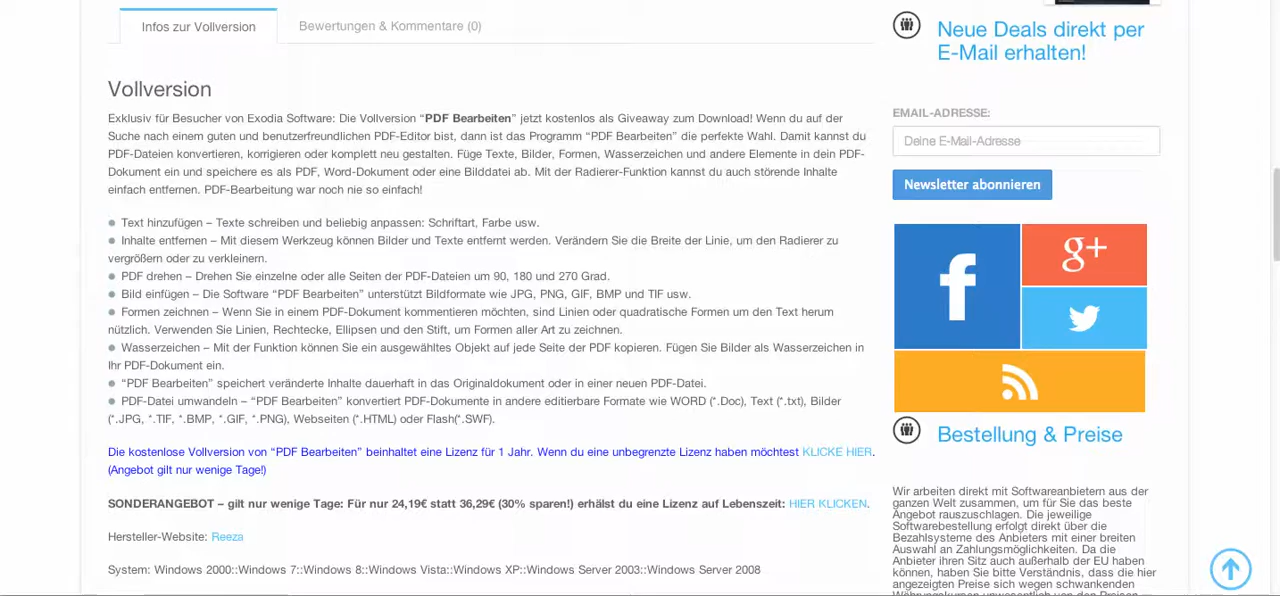 Infos zur Vollversion
Bewertungen & Kommentare (0)
Vollversion
Exklusiv für Besucher von Exodia Software: Die Vollversion “PDF Bearbeiten” jetzt kostenlos als Giveaway zum Download! Wenn du auf der
Suche nach einem guten und benutzerfreundlichen PDF-Editor bist, dann ist das Programm “PDF Bearbeiten” die perfekte Wahl. Damit kannst du
PDF-Dateien konvertieren, korrigieren oder komplett neu gestalten. Füge Texte, Bilder, Formen, Wasserzeichen und andere Elemente in dein PDF-
Dokument ein und speichere es als PDF, Word-Dokument oder eine Bilddatei ab. Mit der Radierer-Funktion kannst du auch störende Inhalte
einfach entfernen. PDF-Bearbeitung war noch nie so einfach!
Text hinzufügen – Texte schreiben und beliebig anpassen: Schriftart, Farbe usw.
Inhalte entfernen – Mit diesem Werkzeug können Bilder und Texte entfernt werden. Verändern Sie die Breite der Linie, um den Radierer zu
vergrößern oder zu verkleinern.
PDF drehen – Drehen Sie einzelne oder alle Seiten der PDF-Dateien um 90, 180 und 270 Grad.
Bild einfügen – Die Software “PDF Bearbeiten” unterstützt Bildformate wie JPG, PNG, GIF, BMP und TIF usw.
Formen zeichnen – Wenn Sie in einem PDF-Dokument kommentieren möchten, sind Linien oder quadratische Formen um den Text herum
nützlich. Verwenden Sie Linien, Rechtecke, Ellipsen und den Stift, um Formen aller Art zu zeichnen.
Wasserzeichen – Mit der Funktion können Sie ein ausgewähltes Objekt auf jede Seite der PDF kopieren. Fügen Sie Bilder als Wasserzeichen in
Ihr PDF-Dokument ein.
“PDF Bearbeiten” speichert veränderte Inhalte dauerhaft in das Originaldokument oder in einer neuen PDF-Datei.
PDF-Datei umwandeln – “PDF Bearbeiten” konvertiert PDF-Dokumente in andere editierbare Formate wie WORD (*.Doc), Text (*.txt), Bilder
(*.JPG, *.TIF, *.BMP, *.GIF, *.PNG), Webseiten (*.HTML) oder Flash(*.SWF).
Die kostenlose Vollversion von “PDF Bearbeiten” beinhaltet eine Lizenz für 1 Jahr. Wenn du eine unbegrenzte Lizenz haben möchtest KLICKE HIER.
(Angebot gilt nur wenige Tage!)
SONDERANGEBOT – gilt nur wenige Tage: Für nur 24,19€ statt 36,29€ (30% sparen!) erhälst du eine Lizenz auf Lebenszeit: HIER KLICKEN.
Hersteller-Website: Reeza
System: Windows 2000::Windows 7::Windows 8::Windows Vista::Windows XP::Windows Server 2003::Windows Server 2008
Neue Deals direkt per
E-Mail erhalten!
EMAIL-ADRESSE:
Deine E-Mail-Adresse
Newsletter abonnieren
f
g+
Bestellung & Preise
Wir arbeiten direkt mit Softwareanbietern aus der
ganzen Welt zusammen, um für Sie das beste
Angebot rauszuschlagen. Die jeweilige
Softwarebestellung erfolgt direkt über die
Bezahlsysteme des Anbieters mit einer breiten
Auswahl an Zahlungsmöglichkeiten. Da die
Anbieter ihren Sitz auch außerhalb der EU haben
können, haben Sie bitte Verständnis, dass die hier
angezeigten Preise sich wegen schwankenden
Währungskursen unwesentlich von den Preisen